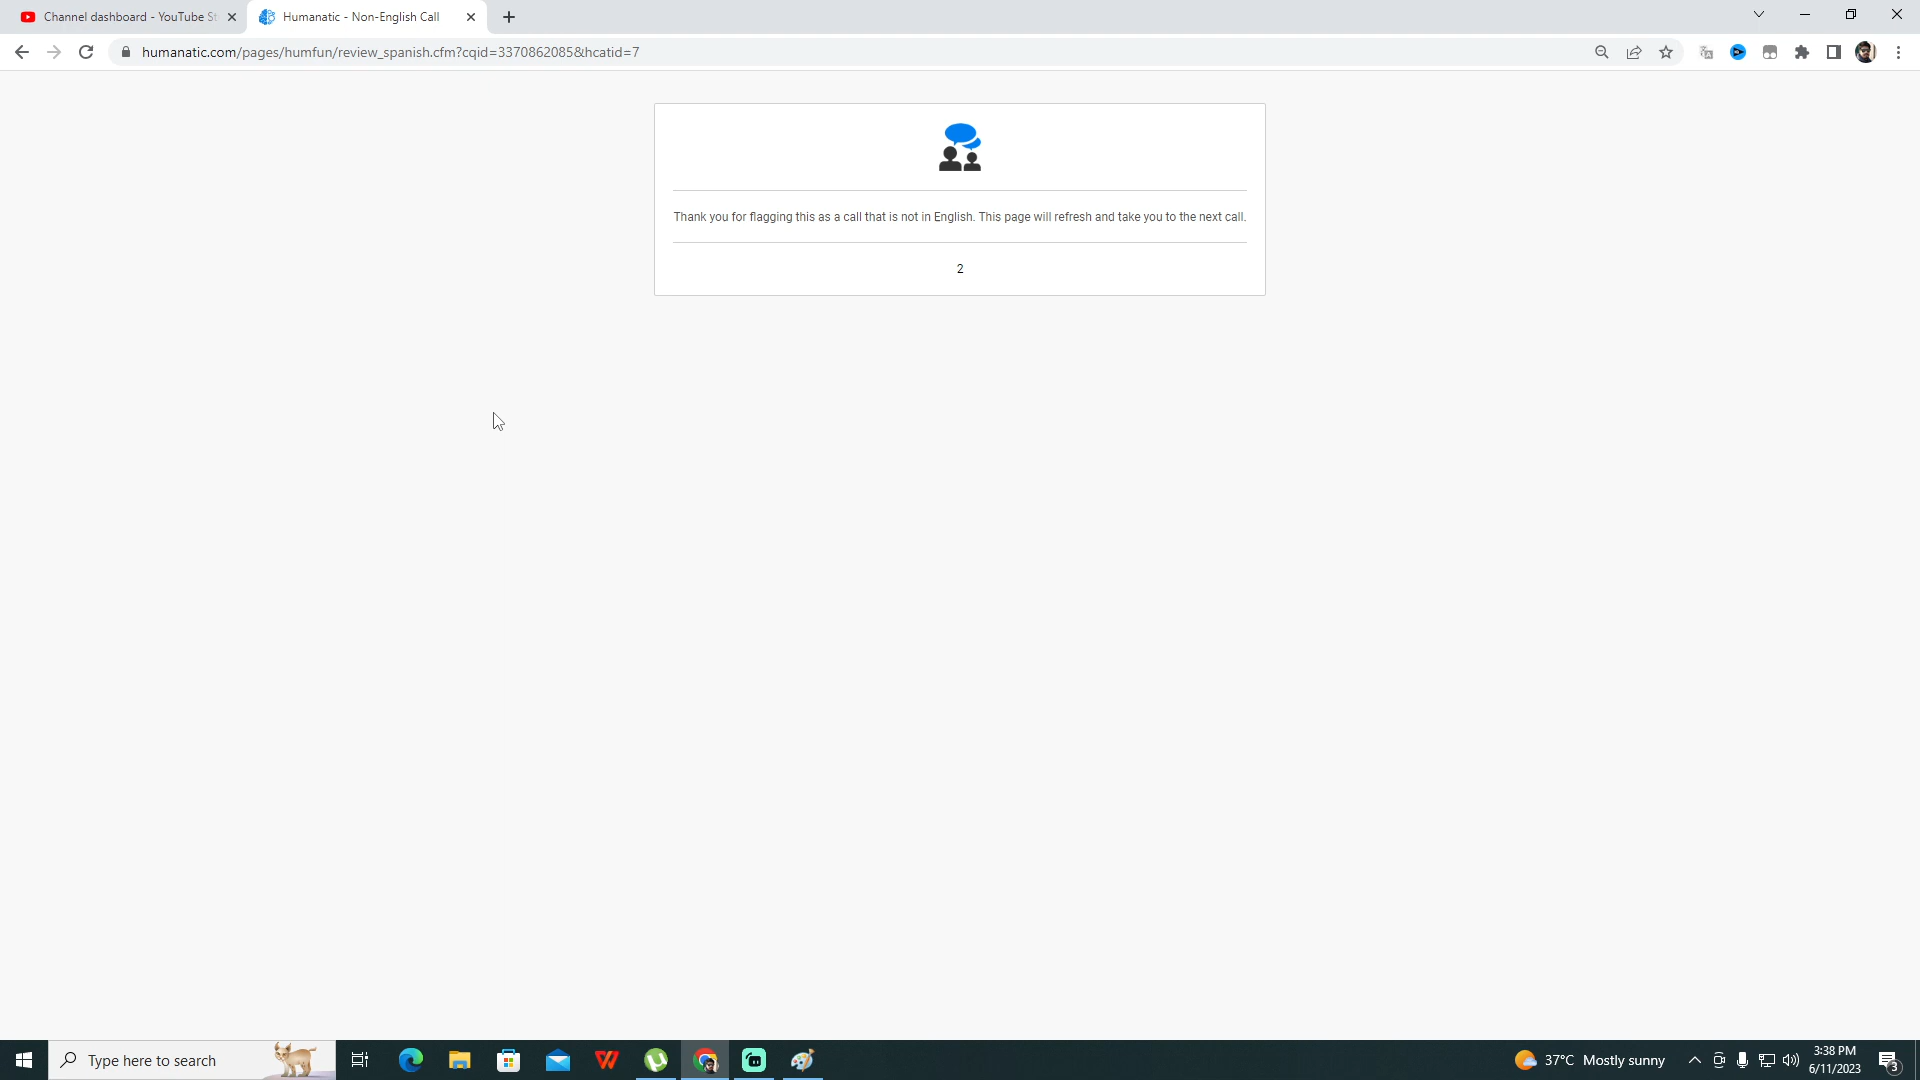 Channel dashboard - YouTube St
Humanatic - Non-English Call
humanatic.com/pages/humfun/review_spanish.cfm?cqid=3370862085&hcatid=7
Thank you for flagging this as a call that is not in English. This page will refresh and take you to the next call.
2
Type here to search
37°C Mostly sunny
3:38 PM
6/11/2023
3